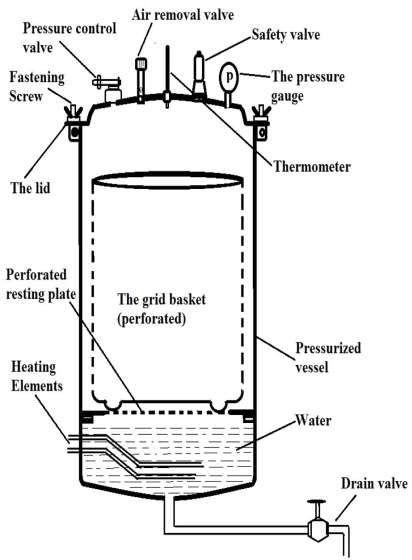 Air removal valve
Pressure control
valve
Safety valve
Fastening
Screw
P
The pressure
gauge
The lid
Thermometer
Perforated
resting plate
The grid basket
(perforated)
Pressurized
vessel
Heating
Elements
Water
Drain valve